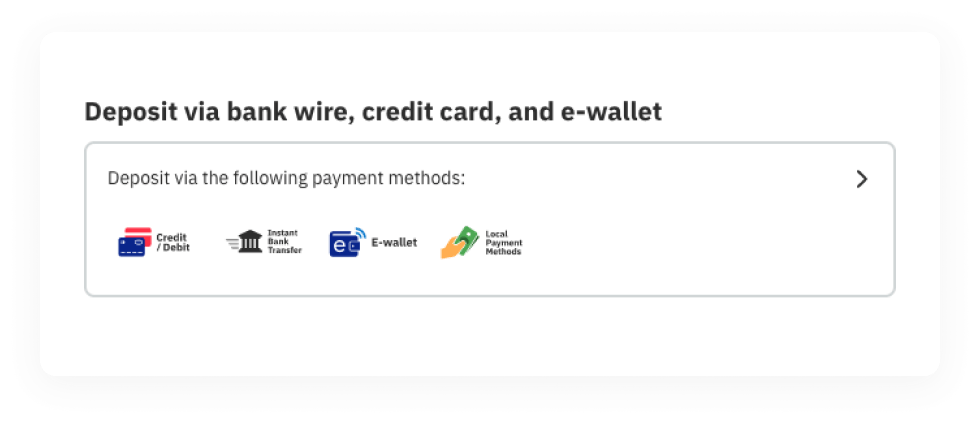 Deposit via bank wire, credit card, and e-wallet
Deposit via the following payment methods:
Credit
/ Debit
Instant
Bank
Transfer
e
E-wallet
Local
Payment
Methods